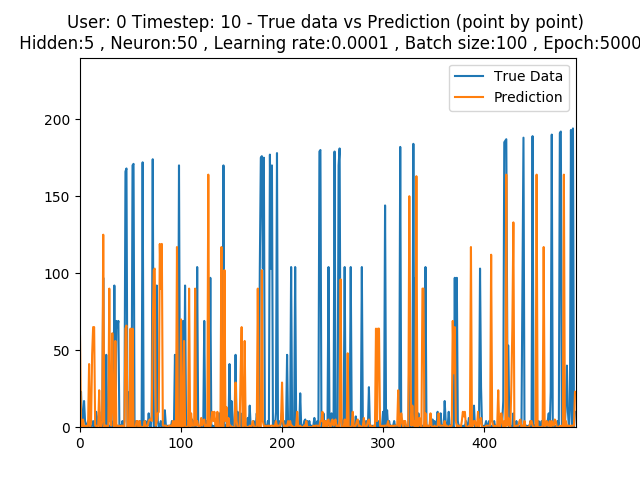 User: 0 Timestep: 10 - True data vs Prediction (point by point)
Hidden:5 , Neuron:50 , Learning rate:0.0001 , Batch size:100 , Epoch:5000
True Data
Prediction
200
150
100
50
0
0 100 200 300 400